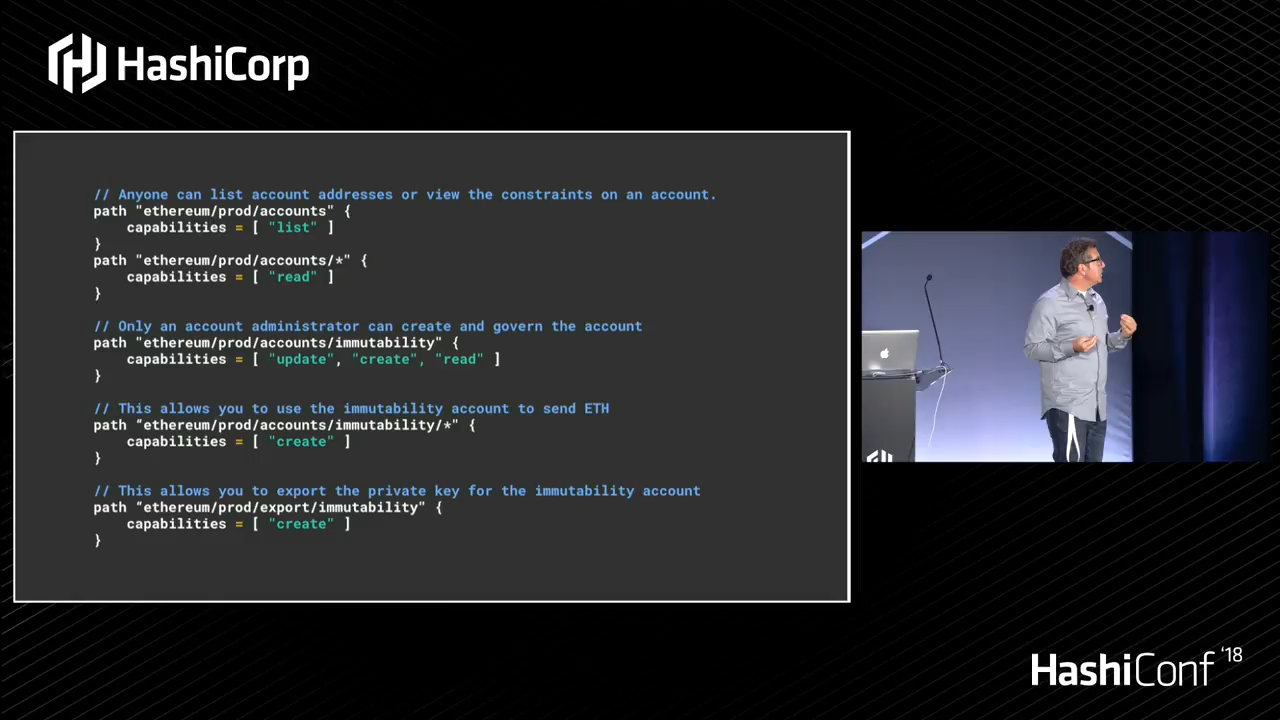 HashiCorp
// Anyone can list account addresses or view the constraints on an account.
path "ethereum/prod/accounts" {
    capabilities = [ "list" ]
}
path "ethereum/prod/accounts/*" {
    capabilities = [ "read" ]
}
// Only an account administrator can create and govern the account
path "ethereum/prod/accounts/immutability" {
    capabilities = [ "update", "create", "read" ]
}
// This allows you to use the immutability account to send ETH
path "ethereum/prod/accounts/immutability/*" {
    capabilities = [ "create" ]
}
// This allows you to export the private key for the immutability account
path "ethereum/prod/export/immutability" {
    capabilities = [ "create" ]
}
HashiConf '18